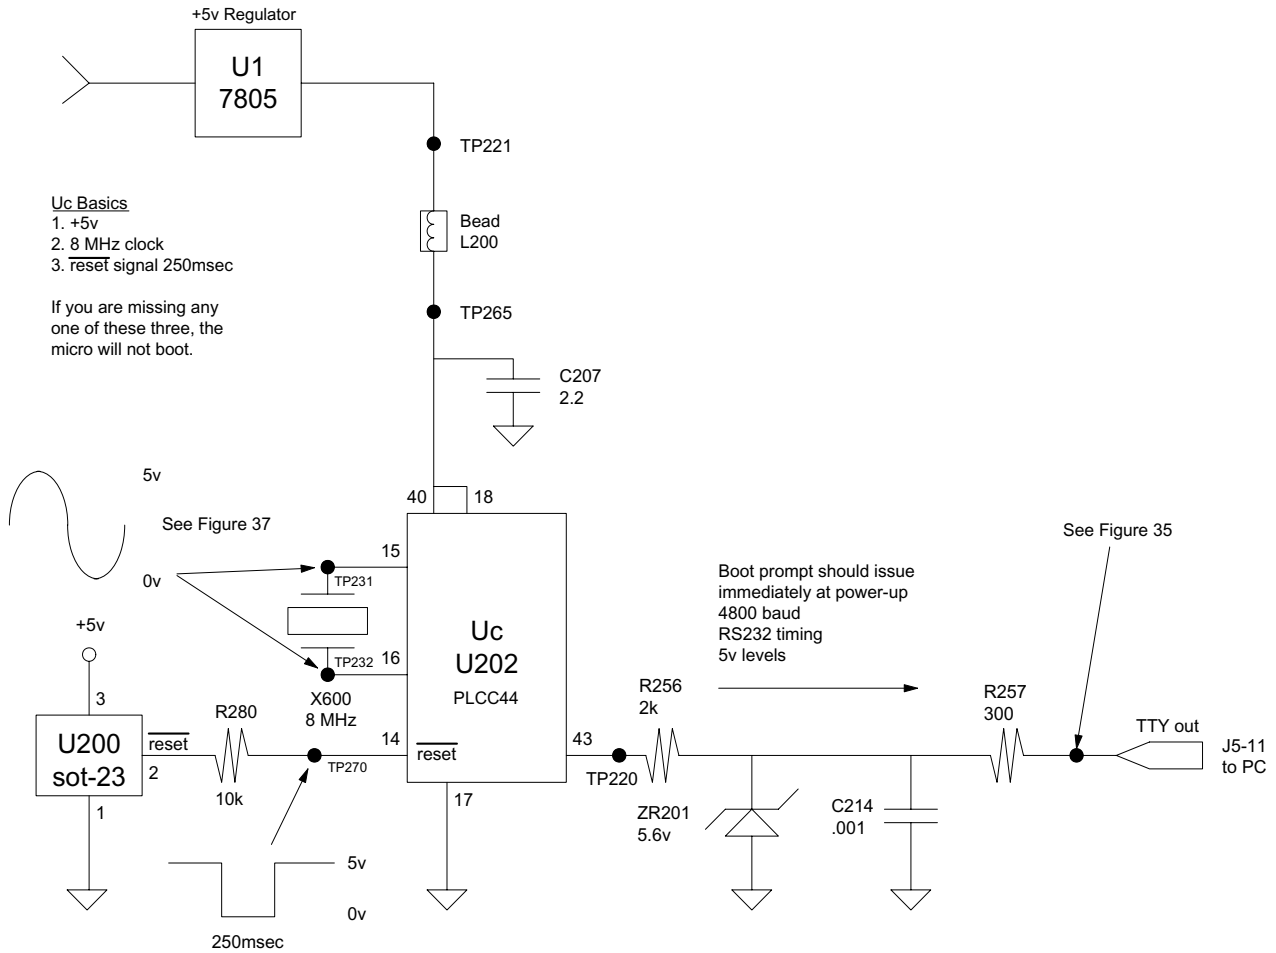 +5v Regulator
U1
7805
TP221
Uc Basics
1. +5v
2. 8 MHz clock
3. reset signal 250msec
If you are missing any
one of these three, the
micro will not boot.
Bead
L200
TP265
C207
2.2
5v
See Figure 37
0v
40
18
15
TP231
16
TP232
X600
8 MHz
Uc
U202
PLCC44
14
reset
17
43
TP220
See Figure 35
Boot prompt should issue
immediately at power-up
4800 baud
RS232 timing
5v levels
R256
2k
R257
300
TTY out
J5-11
to PC
ZR201
5.6v
C214
.001
+5v
3
U200
sot-23
reset
2
1
R280
10k
TP270
5v
0v
250msec